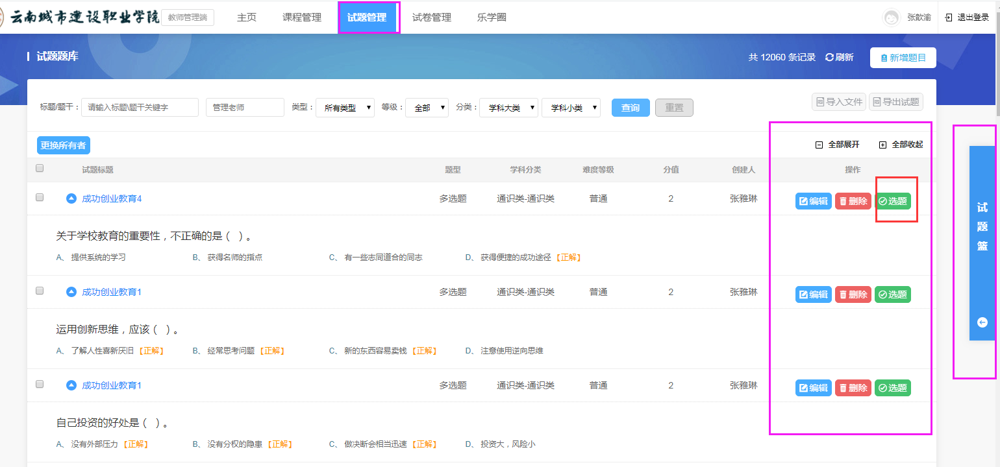 云南城市建设职业学院 教师管理端 主页 课程管理 试题管理 试卷管理 乐学圈 张歆渝 退出登录
试题题库 共 12060 条记录 刷新 新增题目
标题/题干： 请输入标题\题干关键字 管理老师 类型： 所有类型 等级： 全部 分类： 学科大类 学科小类 查询 重置 导入文件 导出试题
更换所有者 全部展开 全部收起
试题标题 题型 学科分类 难度等级 分值 创建人 操作
成功创业教育4 多选题 通识类-通识类 普通 2 张雅琳 编辑 删除 选题
关于学校教育的重要性，不正确的是（ ）。
A、 提供系统的学习 B、 获得名师的指点 C、 有一些志同道合的同志 D、 获得便捷的成功途径 【正解】
成功创业教育1 多选题 通识类-通识类 普通 2 张雅琳 编辑 删除 选题
运用创新思维，应该（ ）。
A、 了解人性喜新厌旧 【正解】 B、 经常思考问题 【正解】 C、 新的东西容易卖钱 【正解】 D、 注意使用逆向思维
成功创业教育1 多选题 通识类-通识类 普通 2 张雅琳 编辑 删除 选题
自己投资的好处是（ ）。
A、 没有外部压力 【正解】 B、 没有分权的隐患 【正解】 C、 做决断会相当迅速 【正解】 D、 投资大，风险小
试
题
篮